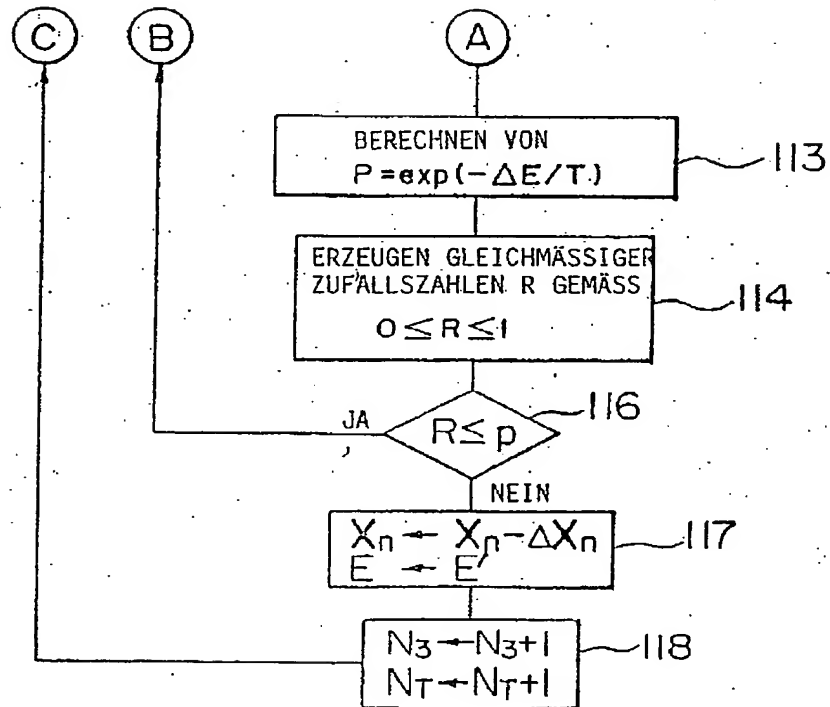 C B A
BERECHNEN VON
P=exp(-ΔE/T)
113
ERZEUGEN GLEICHMÄSSIGER
ZUFALLSZAHLEN R GEMÄSS
0 ≤ R ≤ 1
114
R ≤ p
116
JA
NEIN
Xn ← Xn-ΔXn
E ← E'
117
N3←N3+1
NT←NT+1
118